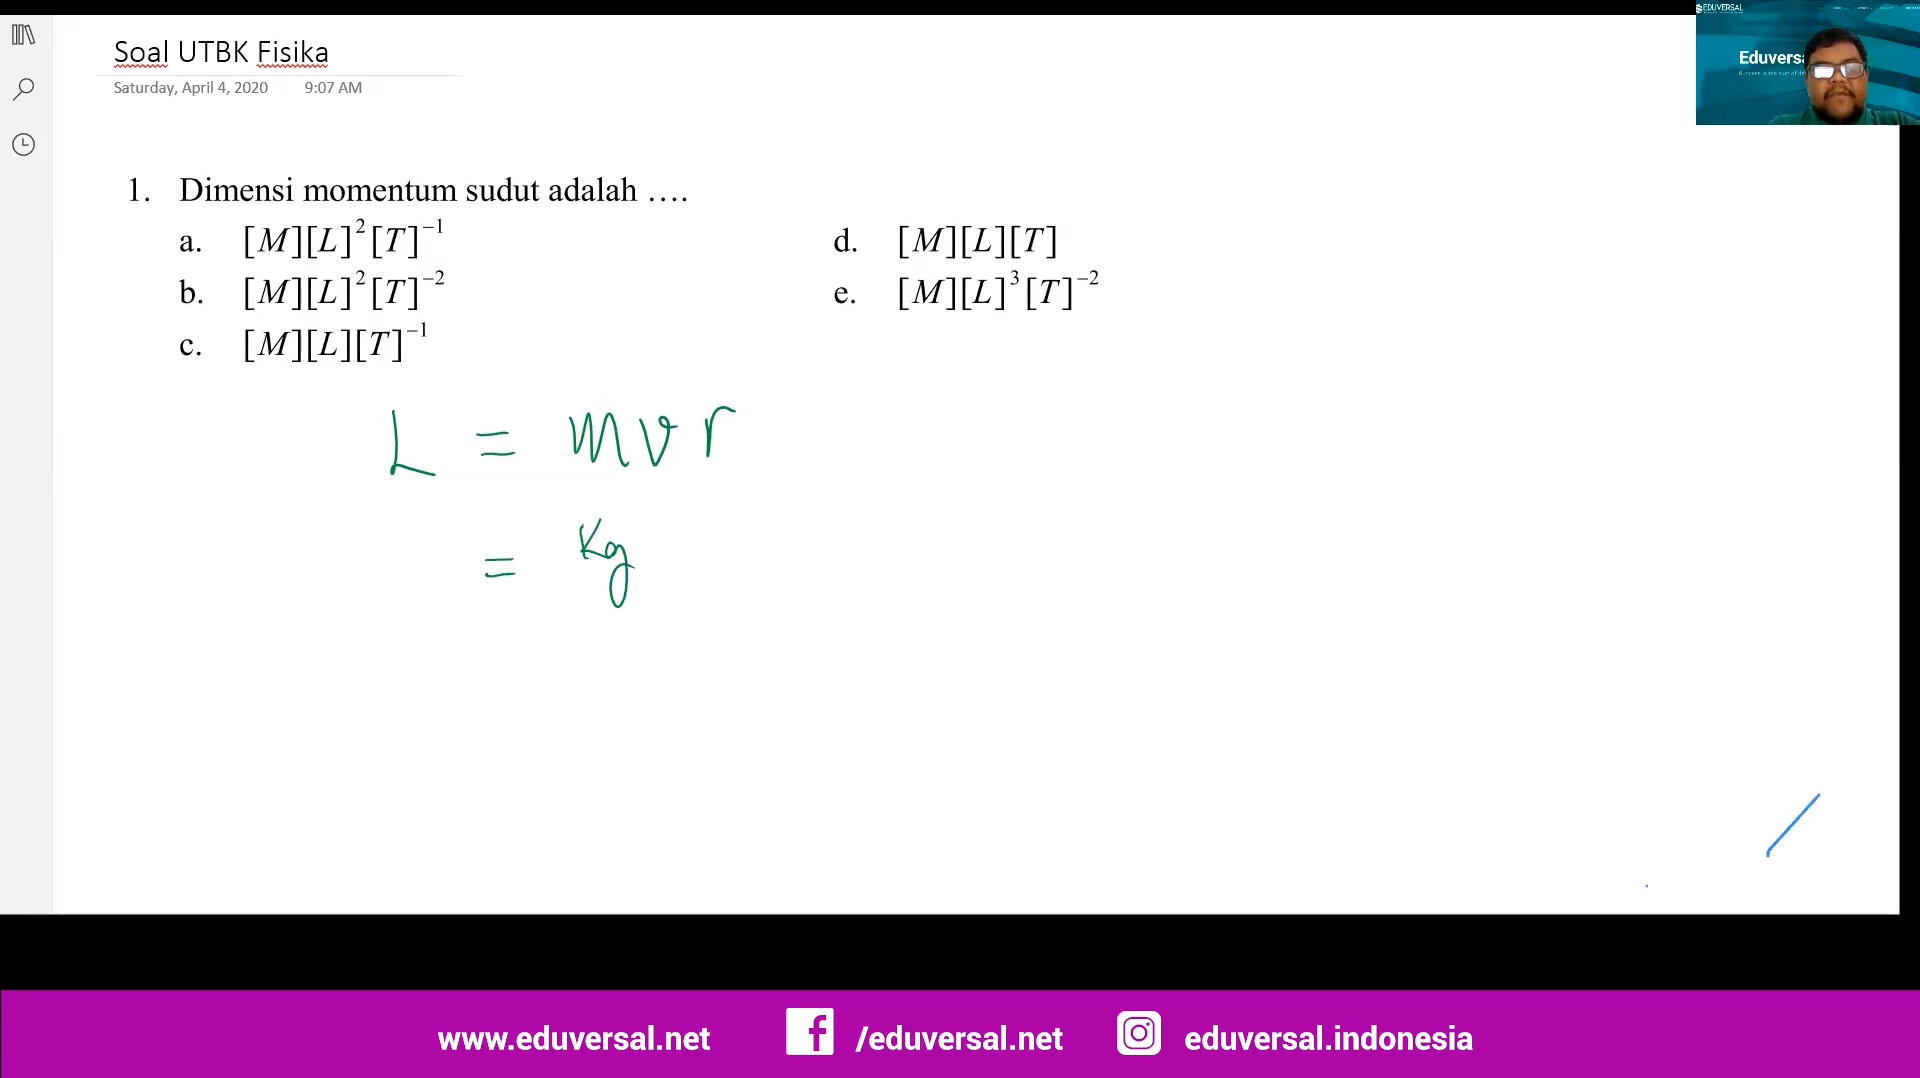 EDUVERSAL
Eduversa
Soal UTBK Fisika
Saturday, April 4, 2020 9:07 AM
1. Dimensi momentum sudut adalah ….
a. [M][L]²[T]⁻¹
b. [M][L]²[T]⁻²
c. [M][L][T]⁻¹
d. [M][L][T]
e. [M][L]³[T]⁻²
L = m v r
= Kg
www.eduversal.net
/eduversal.net
eduversal.indonesia